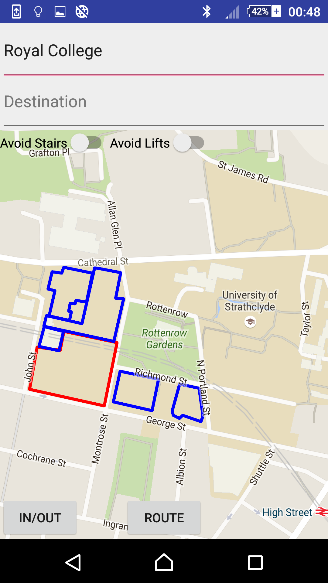 42% 00:48
Royal College
Destination
Avoid Stairs Avoid Lifts
Grafton Pl
St James Rd
Allan Glen Pl
Cathedral St
Rottenrow
University of
Strathclyde
Taylor St
Rottenrow
Gardens
John St
Richmond St
N Portland St
George St
Montrose St
Albion St
Cochrane St
Shuttle St
High Street
IN/OUT ROUTE
Ingran